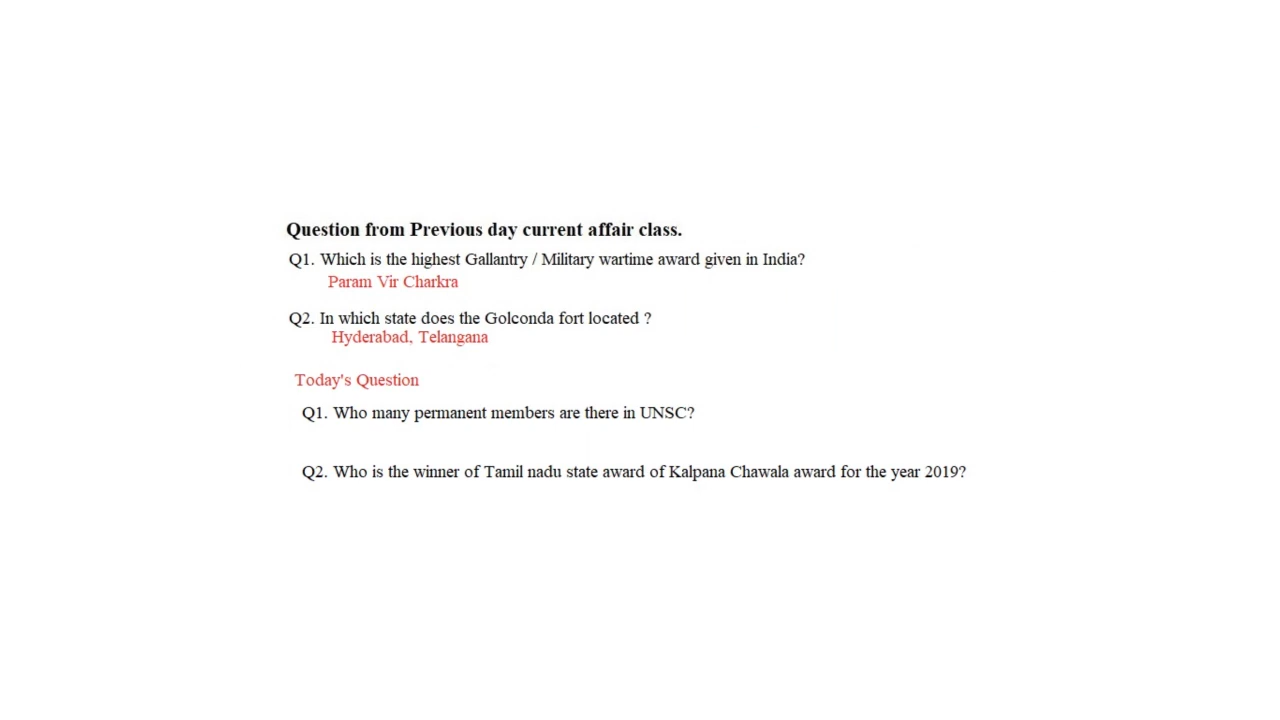 Question from Previous day current affair class.
Q1. Which is the highest Gallantry / Military wartime award given in India?
Param Vir Charkra
Q2. In which state does the Golconda fort located ?
Hyderabad, Telangana
Today's Question
Q1. Who many permanent members are there in UNSC?
Q2. Who is the winner of Tamil nadu state award of Kalpana Chawala award for the year 2019?